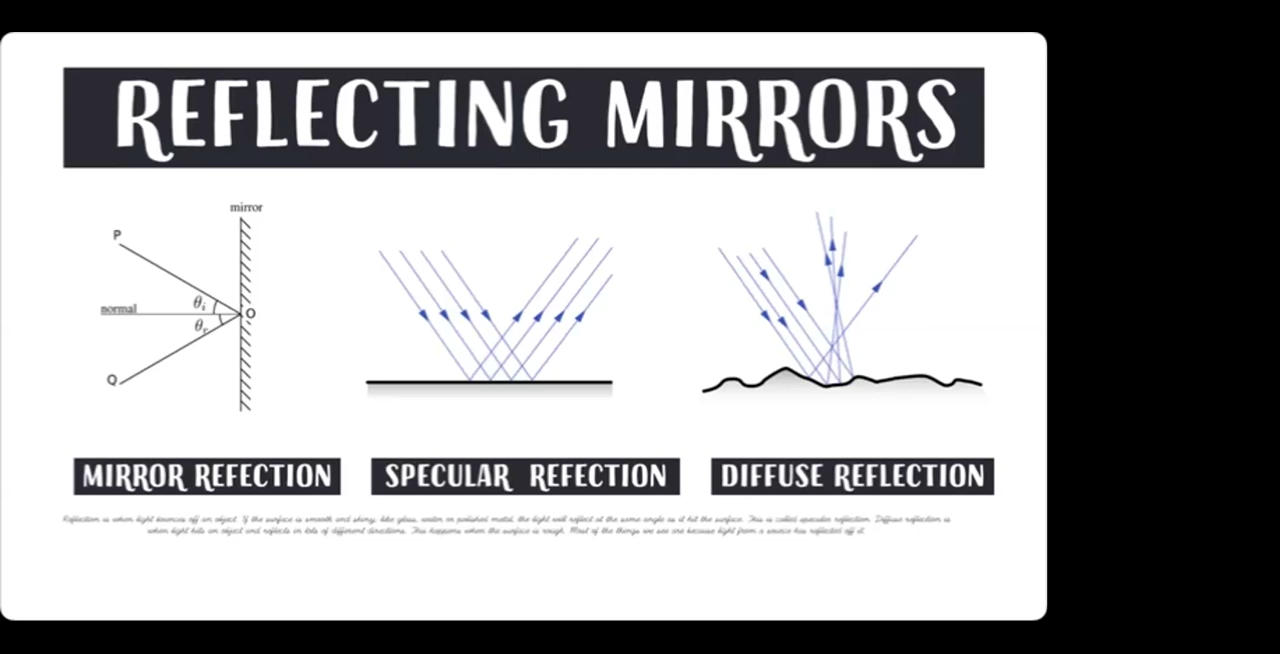 REFLECTING MIRRORS
mirror
P
normal
θi
θr
O
Q
MIRROR REFECTION
SPECULAR REFECTION
DIFFUSE REFLECTION
Reflection is when light bounces off an object. If the surface is smooth and shiny, like glass, water or polished metal, the light will reflect at the same angle as it hit the surface. This is called specular reflection. Diffuse reflection is
when light hits an object and reflects in lots of different directions. This happens when the surface is rough. Most of the things we see are because light from a source has reflected off it.